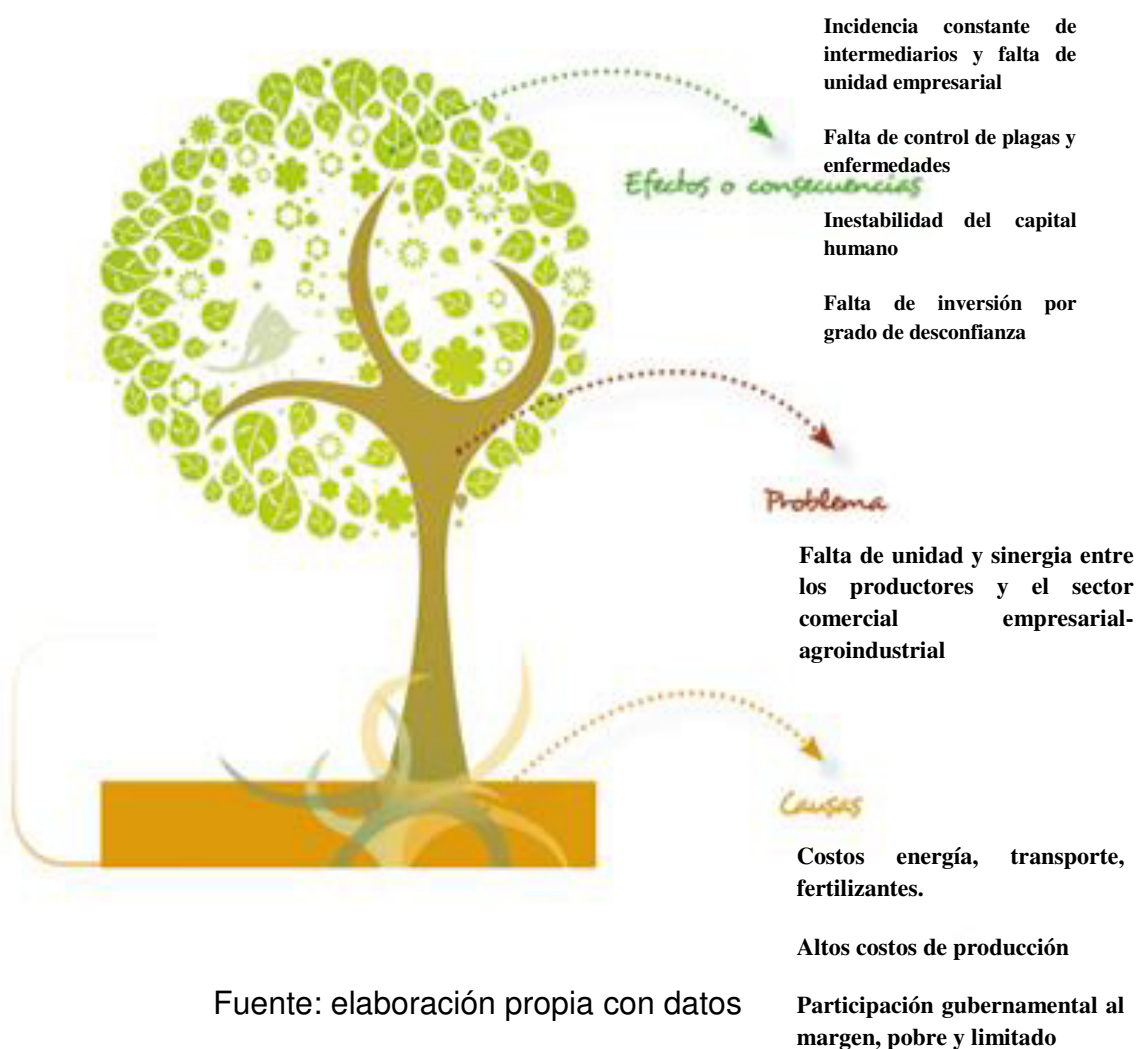 Incidencia constante de
intermediarios y falta de
unidad empresarial
Falta de control de plagas y
enfermedades
Efectos o consecuencias
Inestabilidad del capital
humano
Falta de inversión por
grado de desconfianza
Problema
Falta de unidad y sinergia entre
los productores y el sector
comercial empresarial-
agroindustrial
Causas
Costos energía, transporte,
fertilizantes.
Altos costos de producción
Fuente: elaboración propia con datos
Participación gubernamental al
margen, pobre y limitado